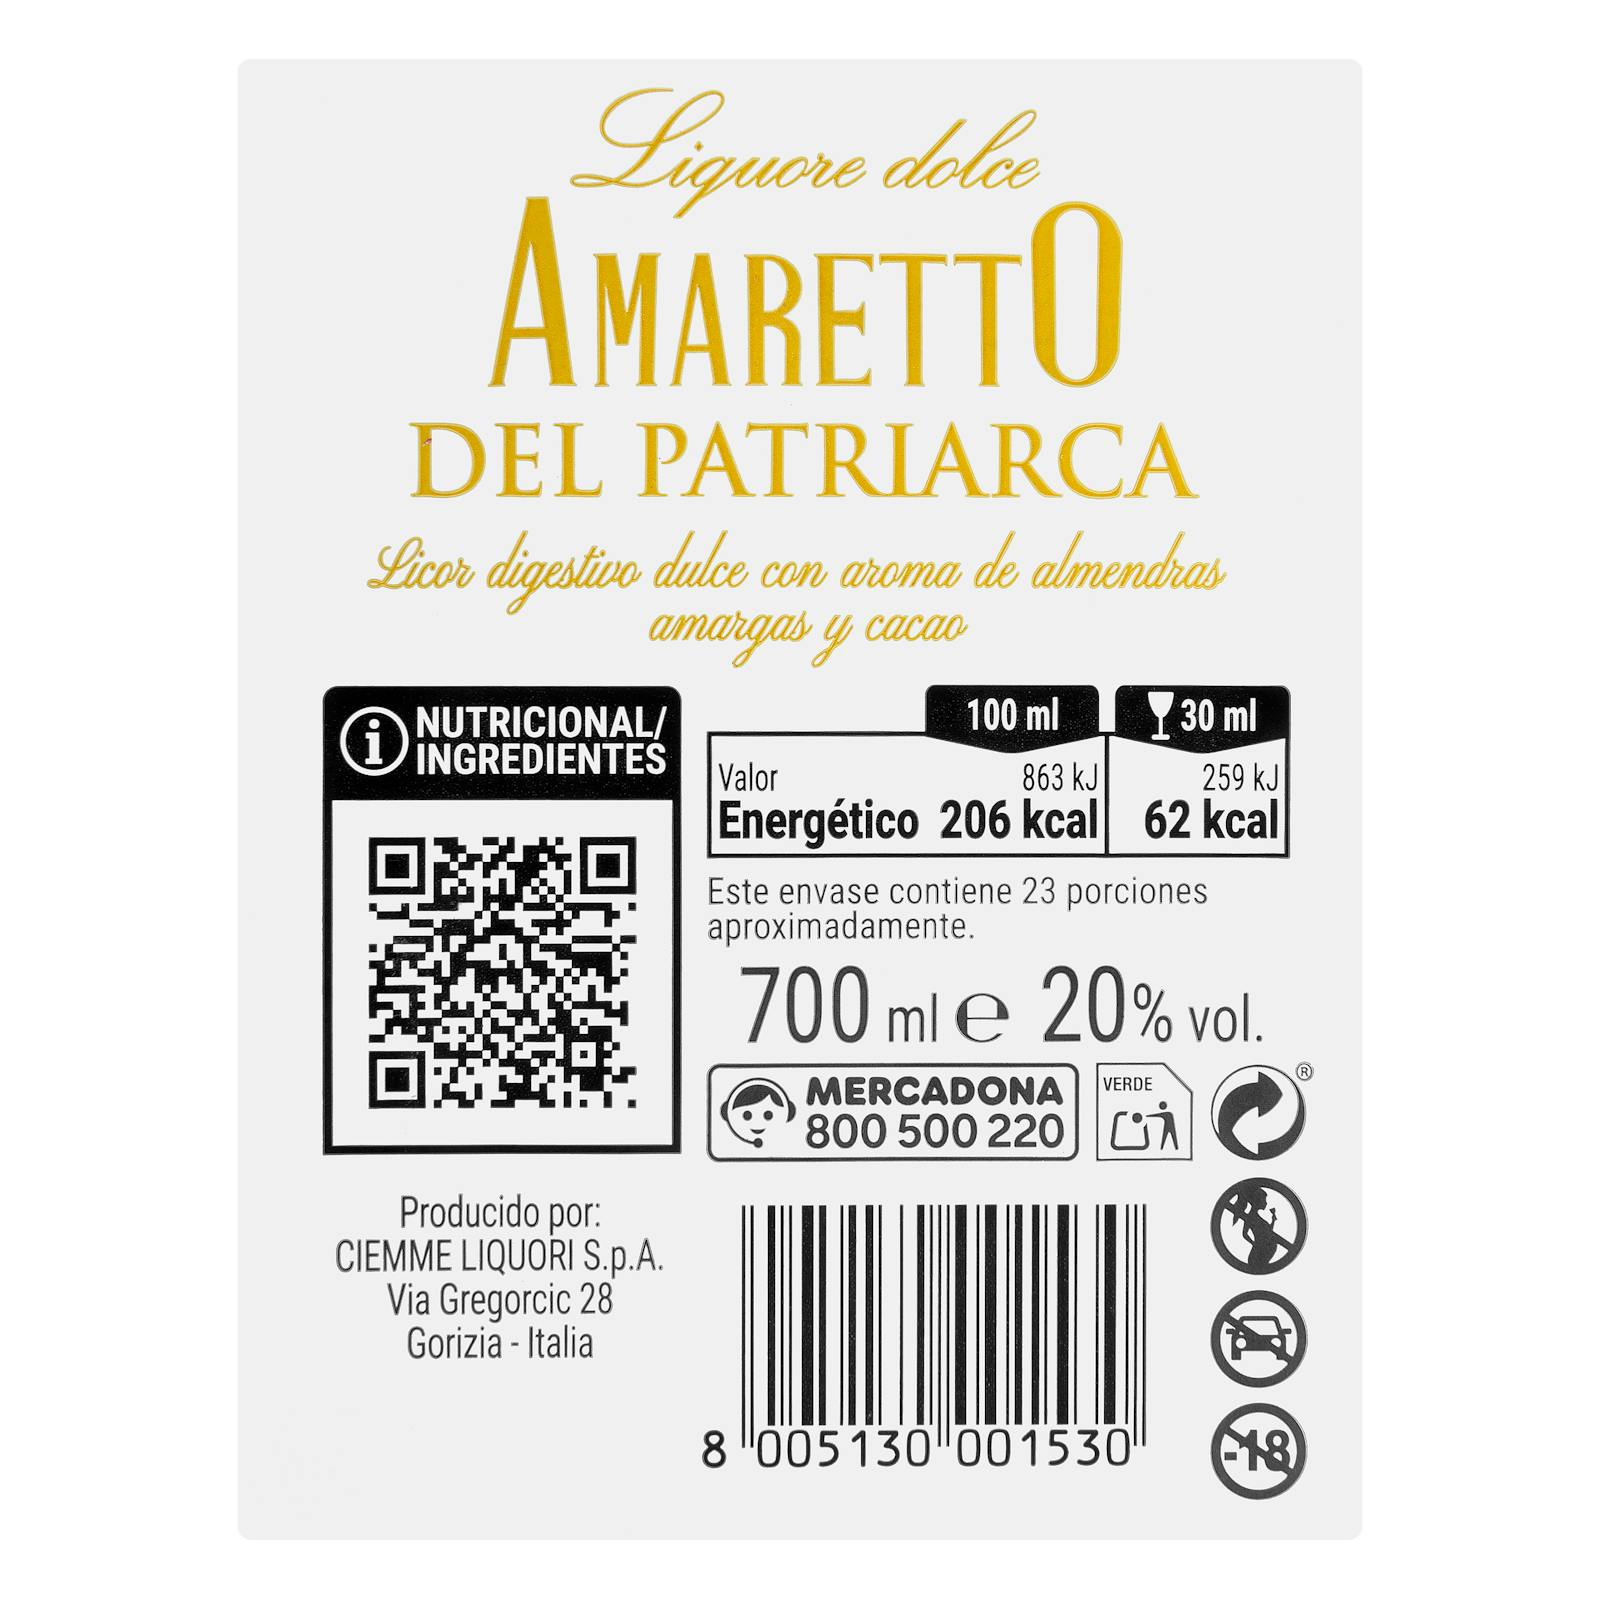 Liquore dolce
AMARETTO
DEL PATRIARCA
Licor digestivo dulce con aroma de almendras
amargas y cacao
i NUTRICIONAL/
INGREDIENTES
100 ml 30 ml
Valor 863 kJ 259 kJ
Energético 206 kcal 62 kcal
Este envase contiene 23 porciones
aproximadamente.
700 ml e 20% vol.
MERCADONA
800 500 220
VERDE
®
Producido por:
CIEMME LIQUORI S.p.A.
Via Gregorcic 28
Gorizia - Italia
8 005130 001530
-18